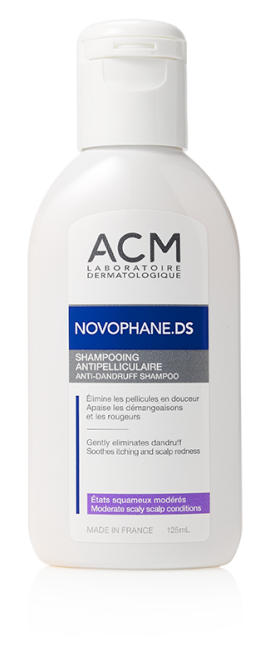 ACM
LABORATOIRE
DERMATOLOGIQUE
NOVOPHANE.DS
SHAMPOOING
ANTIPELLICULAIRE
ANTI-DANDRUFF SHAMPOO
Élimine les pellicules en douceur
Apaise les démangeaisons
et les rougeurs
Gently eliminates dandruff
Soothes itching and scalp redness
États squameux modérés
Moderate scaly scalp conditions
MADE IN FRANCE 125mL